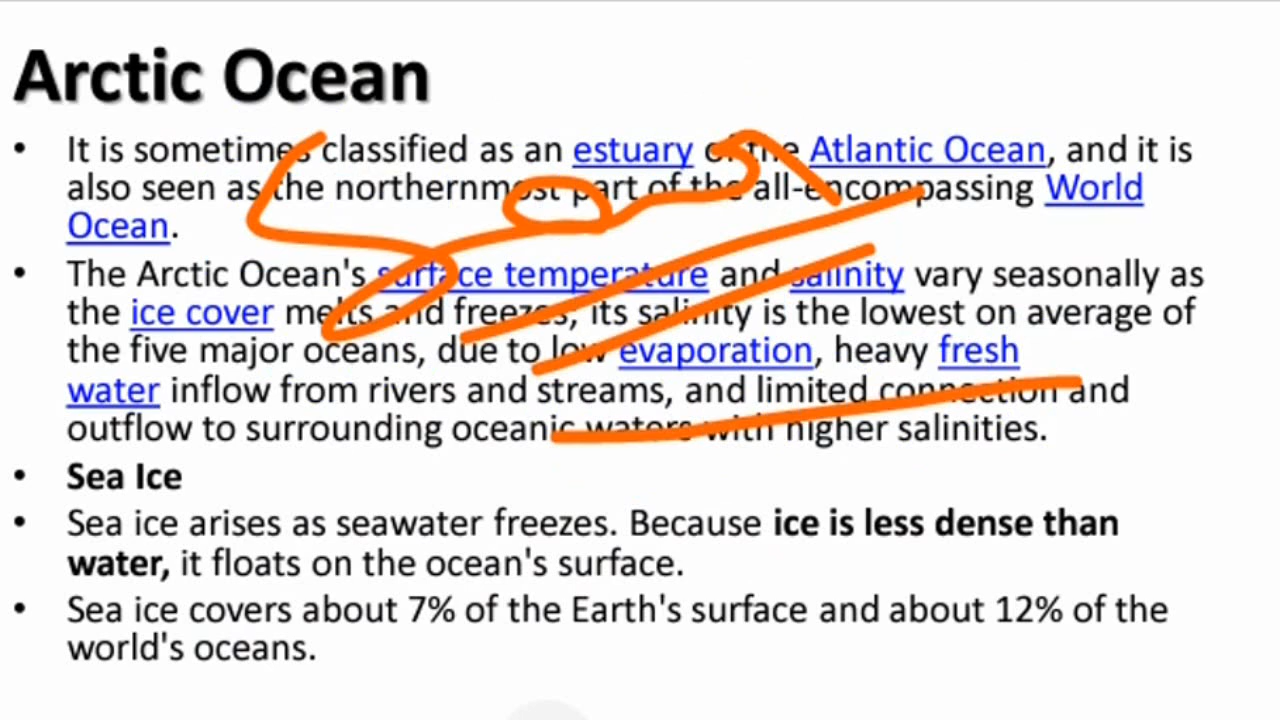 Arctic Ocean
• It is sometimes classified as an estuary of the Atlantic Ocean, and it is
also seen as the northernmost part of the all-encompassing World
Ocean.
• The Arctic Ocean's surface temperature and salinity vary seasonally as
the ice cover melts and freezes; its salinity is the lowest on average of
the five major oceans, due to low evaporation, heavy fresh
water inflow from rivers and streams, and limited connection and
outflow to surrounding oceanic waters with higher salinities.
• Sea Ice
• Sea ice arises as seawater freezes. Because ice is less dense than
water, it floats on the ocean's surface.
• Sea ice covers about 7% of the Earth's surface and about 12% of the
world's oceans.